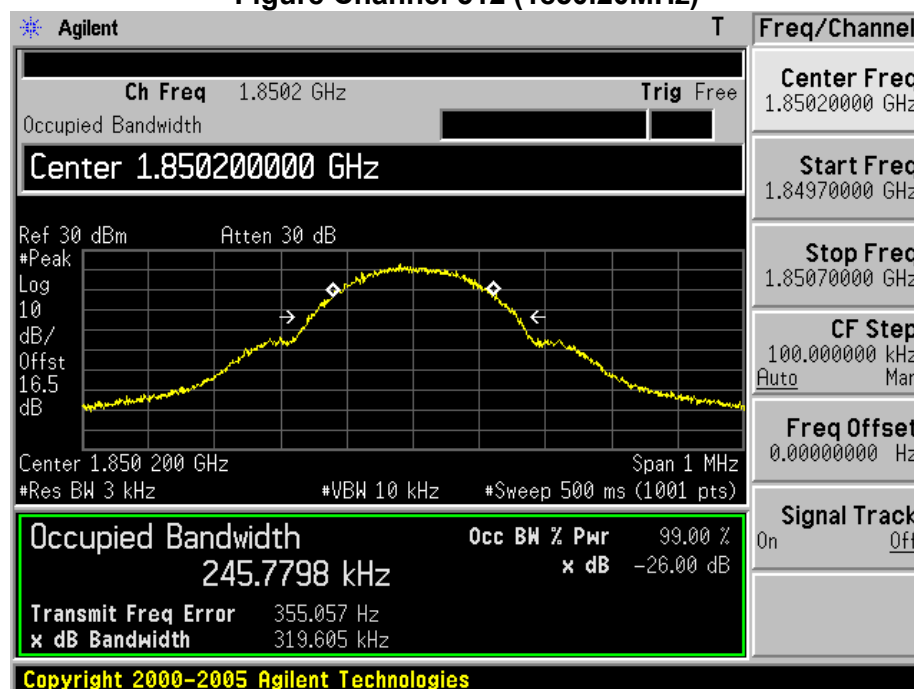 Figure Channel 512 (1850.20MHz)
Agilent T
Freq/Channel
Ch Freq 1.8502 GHz Trig Free
Occupied Bandwidth
Center 1.850200000 GHz
Ref 30 dBm Atten 30 dB
#Peak
Log
10
dB/
Offst
16.5
dB
Center 1.850 200 GHz Span 1 MHz
#Res BW 3 kHz #VBW 10 kHz #Sweep 500 ms (1001 pts)
Occupied Bandwidth
245.7798 kHz
Occ BW % Pwr 99.00 %
x dB -26.00 dB
Transmit Freq Error 355.057 Hz
x dB Bandwidth 319.605 kHz
Center Freq
1.85020000 GHz
Start Freq
1.84970000 GHz
Stop Freq
1.85070000 GHz
CF Step
100.000000 kHz
Auto Man
Freq Offset
0.00000000 Hz
Signal Track
On Off
Copyright 2000-2005 Agilent Technologies